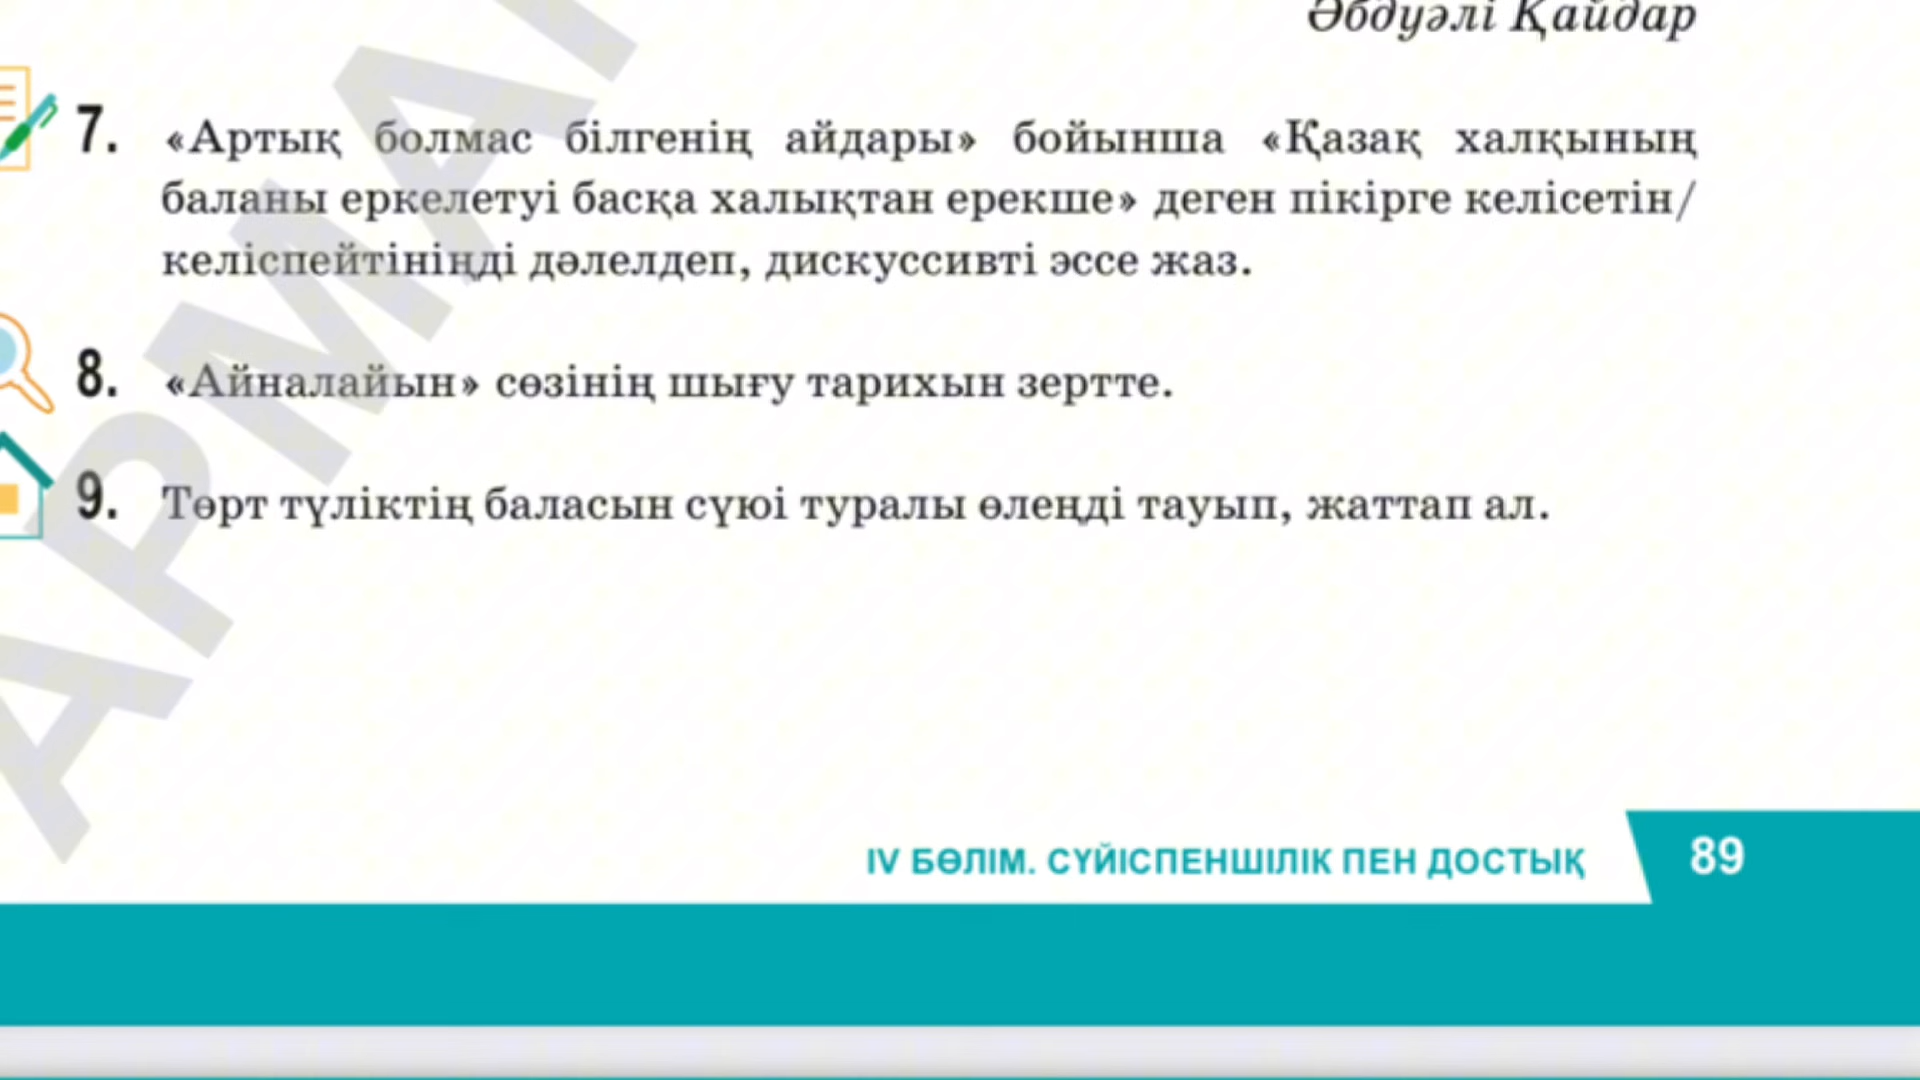 Әбдуәлі Қайдар
7. «Артық болмас білгенің айдары» бойынша «Қазақ халқының
баланы еркелетуі басқа халықтан ерекше» деген пікірге келісетін/
келіспейтініңді дәлелдеп, дискуссивті эссе жаз.
8. «Айналайын» сөзінің шығу тарихын зертте.
9. Төрт түліктің баласын сүюі туралы өлеңді тауып, жаттап ал.
IV БӨЛІМ. СҮЙІСПЕНШІЛІК ПЕН ДОСТЫҚ 89